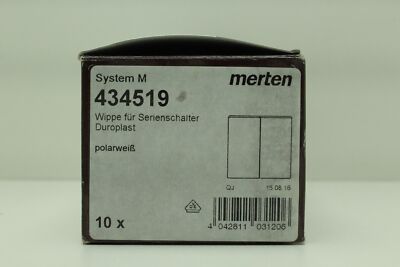 System M
merten
434519
Wippe für Serienschalter
Duroplast
polarweiß
QJ
15.08.16
10 x
4 042811 031206